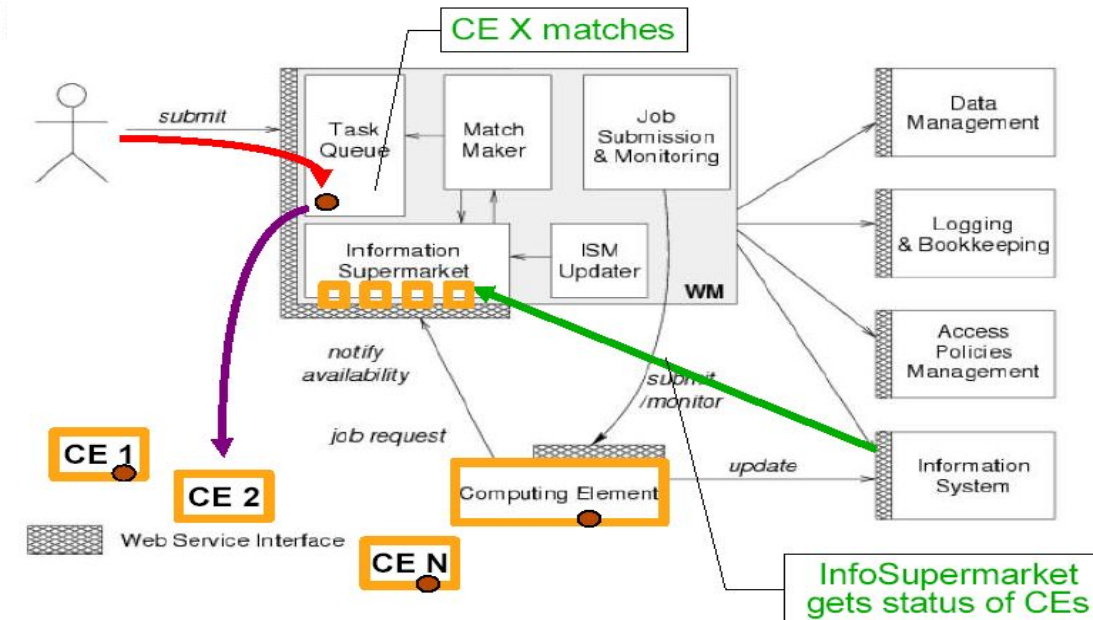 CE X matches
submit
Task
Queue
Match
Maker
Job
Submission
& Monitoring
Data
Management
Information
Supermarket
ISM
Updater
WM
Logging
& Bookkeeping
notify
availability
submit
/monitor
Access
Policies
Management
job request
CE 1
CE 2
Computing Element
update
Information
System
Web Service Interface
CE N
InfoSupermarket
gets status of CEs